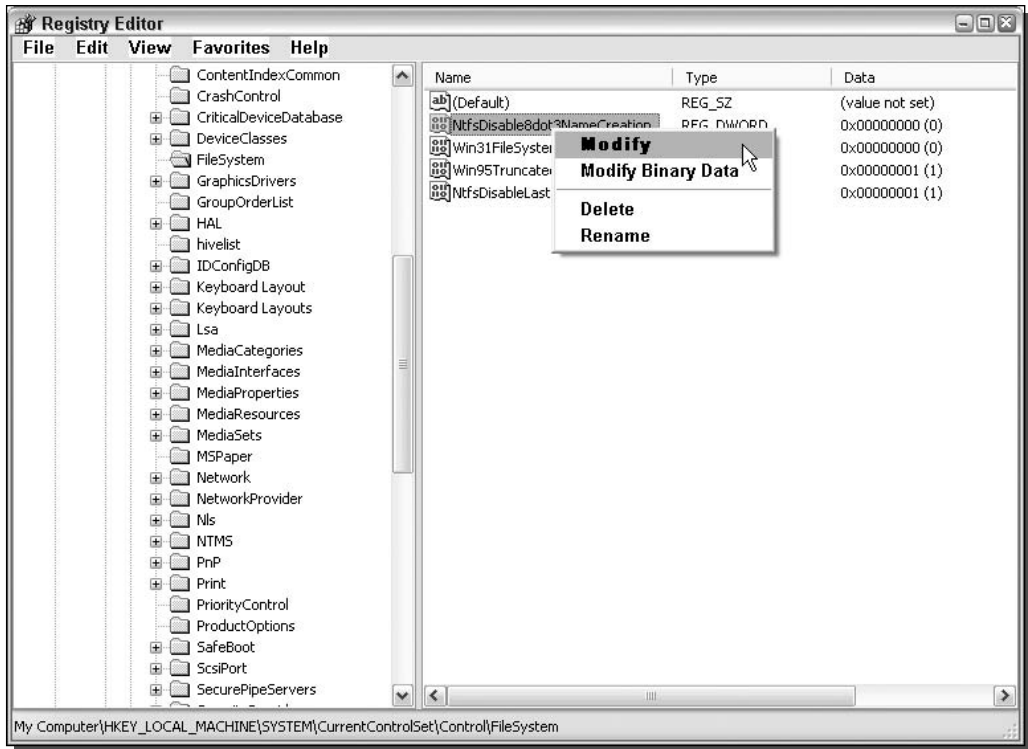 Registry Editor
File Edit View Favorites Help
ContentIndexCommon
CrashControl
CriticalDeviceDatabase
DeviceClasses
FileSystem
GraphicsDrivers
GroupOrderList
HAL
hivelist
IDConfigDB
Keyboard Layout
Keyboard Layouts
Lsa
MediaCategories
MediaInterfaces
MediaProperties
MediaResources
MediaSets
MSPaper
Network
NetworkProvider
Nls
NTMS
PnP
Print
PriorityControl
ProductOptions
SafeBoot
ScsiPort
SecurePipeServers
Name Type Data
(Default) REG_SZ (value not set)
NtfsDisable8dot3NameCreation REG_DWORD 0x00000000 (0)
Win31FileSyste 0x00000000 (0)
Win95Truncate 0x00000001 (1)
NtfsDisableLast 0x00000001 (1)
Modify
Modify Binary Data
Delete
Rename
My Computer\HKEY_LOCAL_MACHINE\SYSTEM\CurrentControlSet\Control\FileSystem